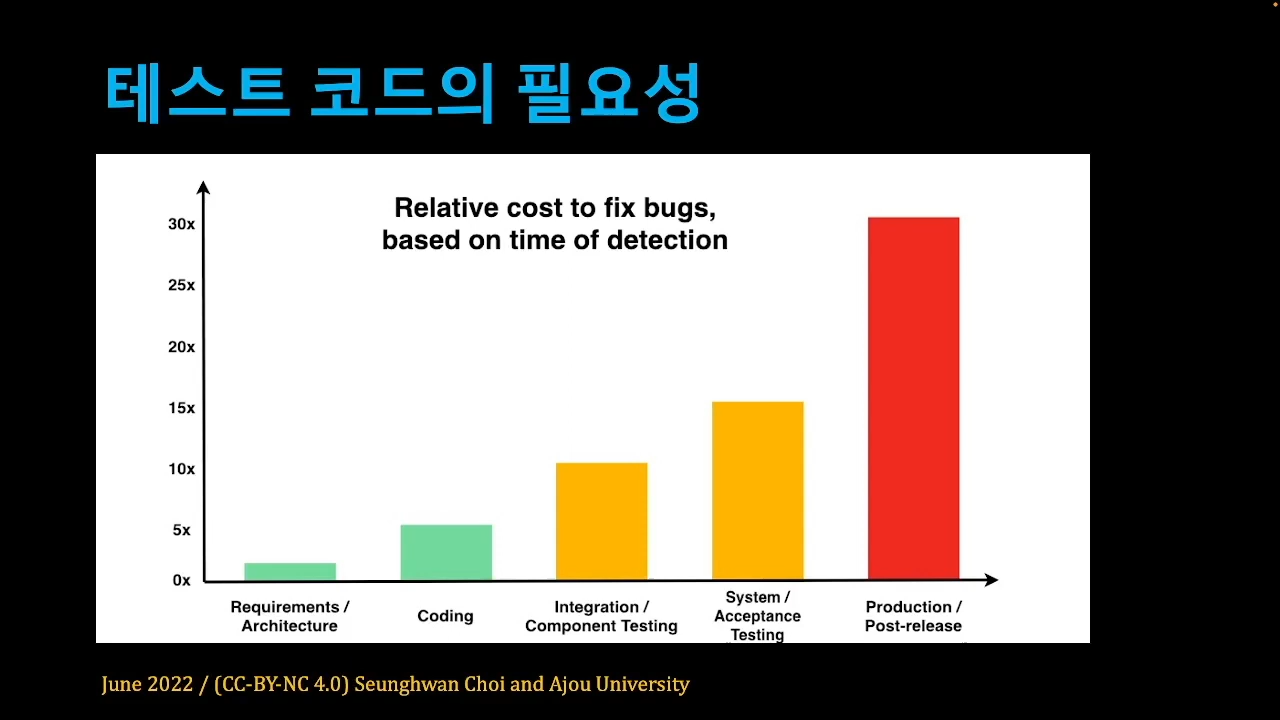 테스트 코드의 필요성
Relative cost to fix bugs,
based on time of detection
30x
25x
20x
15x
10x
5x
0x
Requirements /
Architecture
Coding
Integration /
Component Testing
System /
Acceptance
Testing
Production /
Post-release
June 2022 / (CC-BY-NC 4.0) Seunghwan Choi and Ajou University